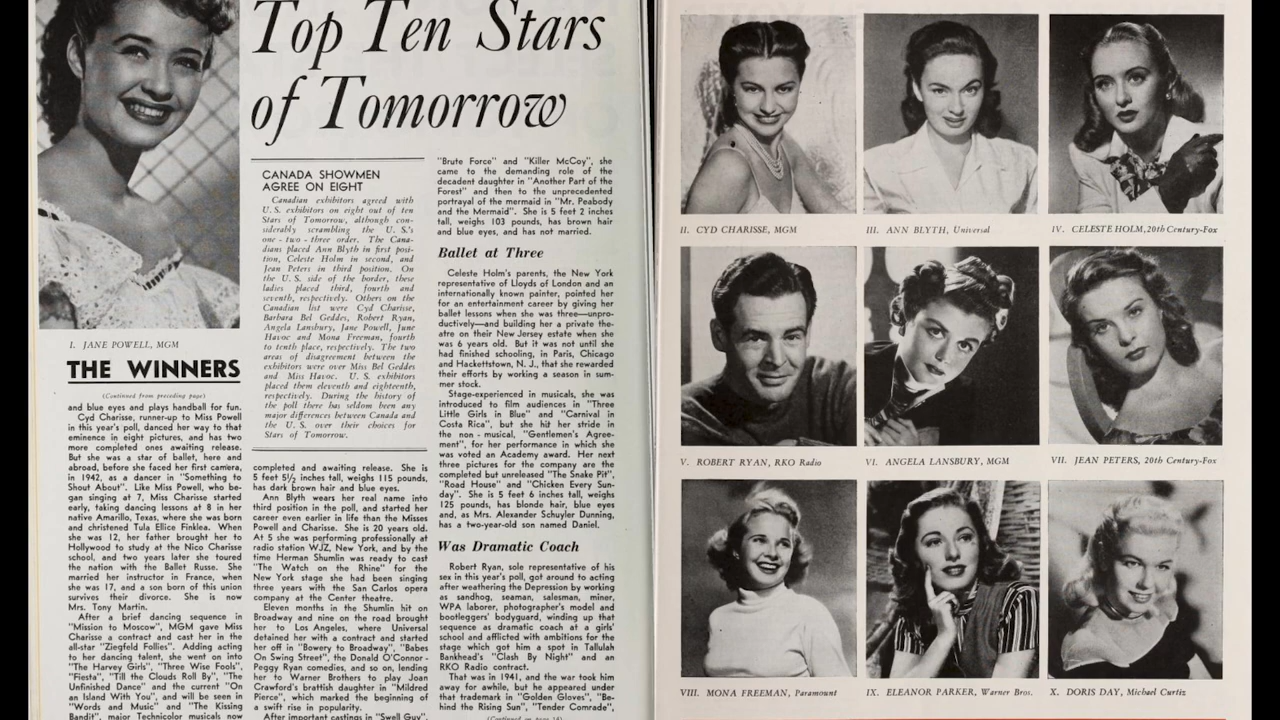 Top Ten Stars
of Tomorrow
I. JANE POWELL, MGM
THE WINNERS
(Continued from preceding page)
and blue eyes and plays handball for fun.
Cyd Charisse, runner-up to Miss Powell
in this year's poll, danced her way to that
eminence in eight pictures, and has two
more completed ones awaiting release.
But she was a star of ballet, here and
abroad, before she faced her first camera,
in 1942, as a dancer in "Something to
Shout About". Like Miss Powell, who be-
gan singing at 7, Miss Charisse started
early, taking dancing lessons at 8 in her
native Amarillo, Texas, where she was born
and christened Tula Ellice Finklea. When
she was 12, her father brought her to
Hollywood to study at the Nico Charisse
school, and two years later she toured
the nation with the Ballet Russe. She
married her instructor in France, when
she was 17, and a son born of this union
survives their divorce. She is now
Mrs. Tony Martin.
After a brief dancing sequence in
"Mission to Moscow", MGM gave Miss
Charisse a contract and cast her in the
all-star "Ziegfeld Follies". Adding acting
to her dancing talent, she went on into
"The Harvey Girls", "Three Wise Fools",
"Fiesta", "Till the Clouds Roll By", "The
Unfinished Dance" and the current "On
an Island With You", and will be seen in
"Words and Music" and "The Kissing
Bandit", major Technicolor musicals now
CANADA SHOWMEN
AGREE ON EIGHT
Canadian exhibitors agreed with
U. S. exhibitors on eight out of ten
Stars of Tomorrow, although con-
siderably scrambling the U. S.'s
one - two - three order. The Cana-
dians placed Ann Blyth in first posi-
tion, Celeste Holm in second, and
Jean Peters in third position. On
the U. S. side of the border, these
ladies placed third, fourth and
seventh, respectively. Others on the
Canadian list were Cyd Charisse,
Barbara Bel Geddes, Robert Ryan,
Angela Lansbury, Jane Powell, June
Havoc and Mona Freeman, fourth
to tenth place, respectively. The two
areas of disagreement between the
exhibitors were over Miss Bel Geddes
and Miss Havoc. U. S. exhibitors
placed them eleventh and eighteenth,
respectively. During the history of
the poll there has seldom been any
major differences between Canada and
the U. S. over their choices for
Stars of Tomorrow.
completed and awaiting release. She is
5 feet 5½ inches tall, weighs 115 pounds,
has dark brown hair and blue eyes.
Ann Blyth wears her real name into
third position in the poll, and started her
career even earlier in life than the Misses
Powell and Charisse. She is 20 years old.
At 5 she was performing professionally at
radio station WJZ, New York, and by the
time Herman Shumlin was ready to cast
"The Watch on the Rhine" for the
New York stage she had been singing
three years with the San Carlos opera
company at the Center theatre.
Eleven months in the Shumlin hit on
Broadway and nine on the road brought
her to Los Angeles, where Universal
detained her with a contract and started
her off in "Bowery to Broadway", "Babes
On Swing Street", the Donald O'Connor-
Peggy Ryan comedies, and so on, lending
her to Warner Brothers to play Joan
Crawford's brattish daughter in "Mildred
Pierce", which marked the beginning of
a swift rise in popularity.
After important castings in "Swell Guy",
"Brute Force" and "Killer McCoy", she
came to the demanding role of the
decadent daughter in "Another Part of the
Forest" and then to the unprecedented
portrayal of the mermaid in "Mr. Peabody
and the Mermaid". She is 5 feet 2 inches
tall, weighs 103 pounds, has brown hair
and blue eyes, and has not married.
Ballet at Three
Celeste Holm's parents, the New York
representative of Lloyds of London and an
internationally known painter, pointed her
for an entertainment career by giving her
ballet lessons when she was three—unpro-
ductively—and building her a private the-
atre on their New Jersey estate when she
was 6 years old. But it was not until she
had finished schooling, in Paris, Chicago
and Hackettstown, N. J., that she rewarded
their efforts by working a season in sum-
mer stock.
Stage-experienced in musicals, she was
introduced to film audiences in "Three
Little Girls in Blue" and "Carnival in
Costa Rica", but she hit her stride in
the non - musical, "Gentlemen's Agree-
ment", for her performance in which she
was voted an Academy award. Her next
three pictures for the company are the
completed but unreleased "The Snake Pit",
"Road House" and "Chicken Every Sun-
day". She is 5 feet 6 inches tall, weighs
125 pounds, has blonde hair, blue eyes
and, as Mrs. Alexander Schuyler Dunning,
has a two-year-old son named Daniel.
Was Dramatic Coach
Robert Ryan, sole representative of his
sex in this year's poll, got around to acting
after weathering the Depression by working
as sandhog, seaman, salesman, miner,
WPA laborer, photographer's model and
bootleggers' bodyguard, winding up that
sequence as dramatic coach at a girls'
school and afflicted with ambitions for the
stage which got him a spot in Tallulah
Bankhead's "Clash By Night" and an
RKO Radio contract.
That was in 1941, and the war took him
away for awhile, but he appeared under
that trademark in "Golden Gloves", "Be-
hind the Rising Sun", "Tender Comrade",
II. CYD CHARISSE, MGM
III. ANN BLYTH, Universal
IV. CELESTE HOLM, 20th Century-Fox
V. ROBERT RYAN, RKO Radio
VI. ANGELA LANSBURY, MGM
VII. JEAN PETERS, 20th Century-Fox
VIII. MONA FREEMAN, Paramount
IX. ELEANOR PARKER, Warner Bros.
X. DORIS DAY, Michael Curtiz